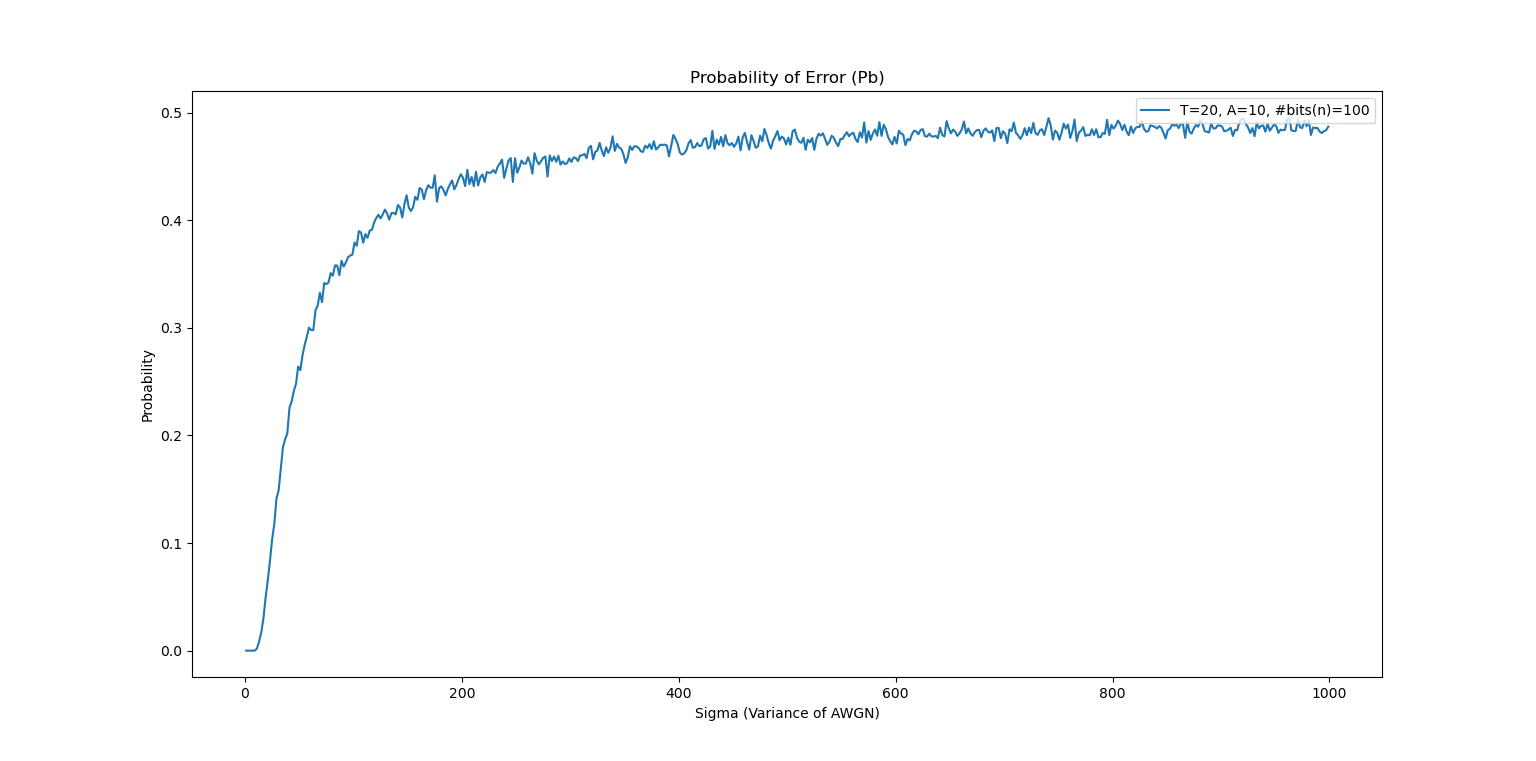 Probability of Error (Pb)
T=20, A=10, #bits(n)=100
0.5
0.4
0.3
0.2
0.1
0.0
Probability
0 200 400 600 800 1000
Sigma (Variance of AWGN)